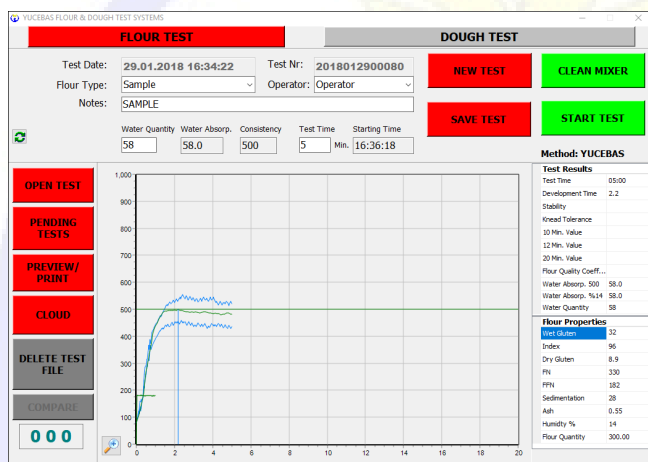 YUCEBAS FLOUR & DOUGH TEST SYSTEMS
FLOUR TEST
DOUGH TEST
Test Date: 29.01.2018 16:34:22 Test Nr: 2018012900080
Flour Type: Sample Operator: Operator
Notes: SAMPLE
NEW TEST
CLEAN MIXER
SAVE TEST
START TEST
Water Quantity Water Absorp. Consistency Test Time Starting Time
58 58.0 500 5 Min. 16:36:18
Method: YUCEBAS
OPEN TEST
PENDING
TESTS
PREVIEW/
PRINT
CLOUD
DELETE TEST
FILE
COMPARE
0 0 0
1,000
900
800
700
600
500
400
300
200
100
0
0 2 4 6 8 10 12 14 16 18 20
Test Results
Test Time 05:00
Development Time 2.2
Stability
Knead Tolerance
10 Min. Value
12 Min. Value
20 Min. Value
Flour Quality Coeff...
Water Absorp. 500 58.0
Water Absorp. %14 58.0
Water Quantity 58
Flour Properties
Wet Gluten 32
Index 96
Dry Gluten 8.9
FN 330
FFN 182
Sedimentation 28
Ash 0.55
Humidity % 14
Flour Quantity 300.00